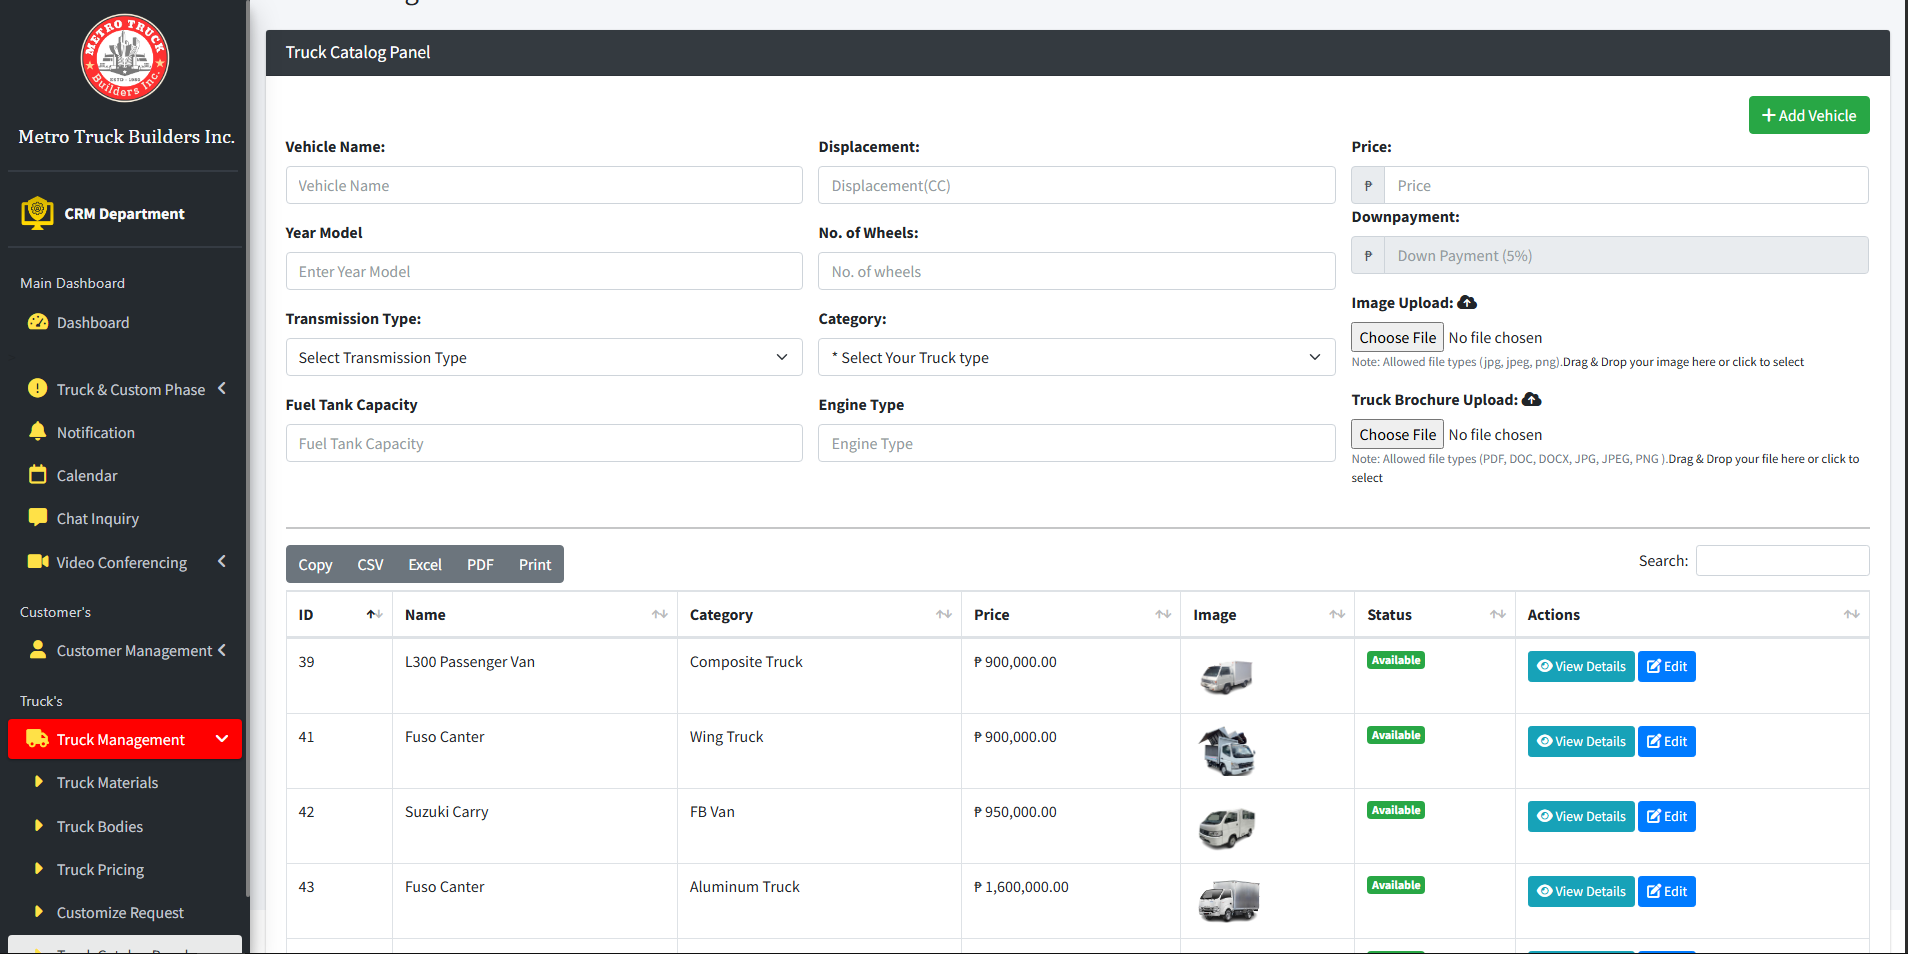 METRO TRUCK
ESTD - 1985
Builders Inc.
Metro Truck Builders Inc.
CRM Department
Main Dashboard
Dashboard
Truck & Custom Phase
Notification
Calendar
Chat Inquiry
Video Conferencing
Customer's
Customer Management
Truck's
Truck Management
Truck Materials
Truck Bodies
Truck Pricing
Customize Request
Truck Catalog Panel
Add Vehicle
Vehicle Name:
Displacement:
Price:
Vehicle Name
Displacement(CC)
₱ Price
Downpayment:
Year Model
No. of Wheels:
₱ Down Payment (5%)
Enter Year Model
No. of wheels
Image Upload:
Transmission Type:
Category:
Choose File No file chosen
Select Transmission Type
* Select Your Truck type
Note: Allowed file types (jpg, jpeg, png).Drag & Drop your image here or click to select
Fuel Tank Capacity
Engine Type
Truck Brochure Upload:
Choose File No file chosen
Fuel Tank Capacity
Engine Type
Note: Allowed file types (PDF, DOC, DOCX, JPG, JPEG, PNG ).Drag & Drop your file here or click to
select
Copy CSV Excel PDF Print
Search:
ID Name Category Price Image Status Actions
39 L300 Passenger Van Composite Truck ₱ 900,000.00 Available View Details Edit
41 Fuso Canter Wing Truck ₱ 900,000.00 Available View Details Edit
42 Suzuki Carry FB Van ₱ 950,000.00 Available View Details Edit
43 Fuso Canter Aluminum Truck ₱ 1,600,000.00 Available View Details Edit